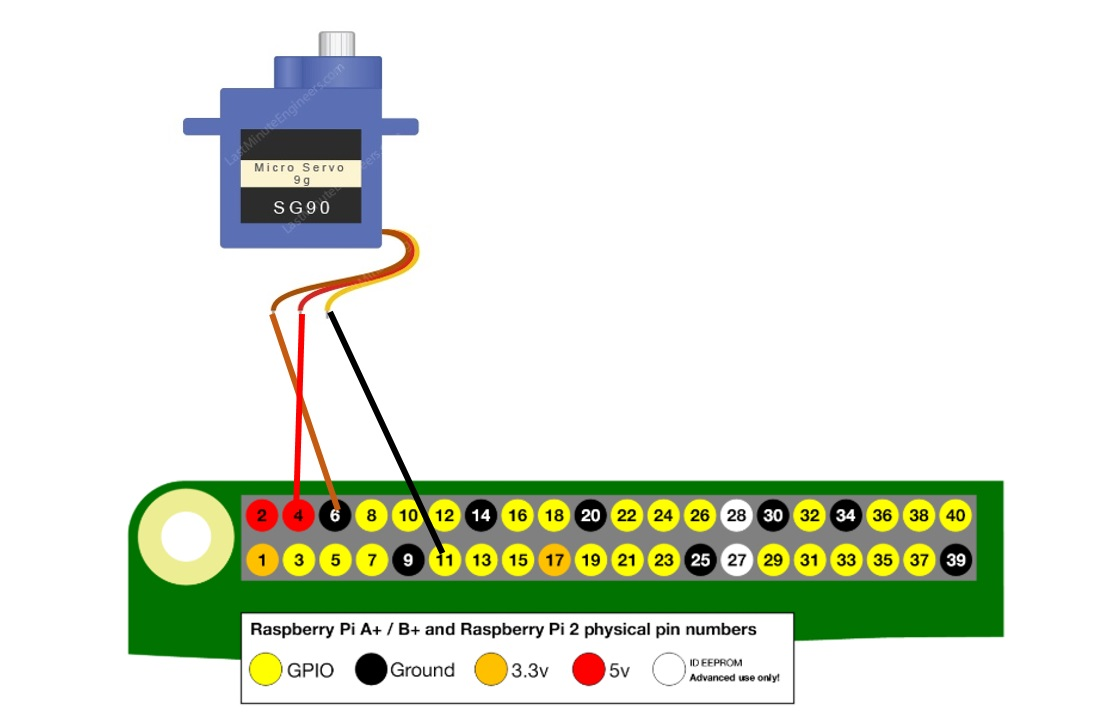 LastMinuteEngineers.com
Micro Servo
9g
SG90
2 4 6 8 10 12 14 16 18 20 22 24 26 28 30 32 34 36 38 40
1 3 5 7 9 11 13 15 17 19 21 23 25 27 29 31 33 35 37 39
Raspberry Pi A+ / B+ and Raspberry Pi 2 physical pin numbers
GPIO Ground 3.3v 5v ID EEPROM
Advanced use only!